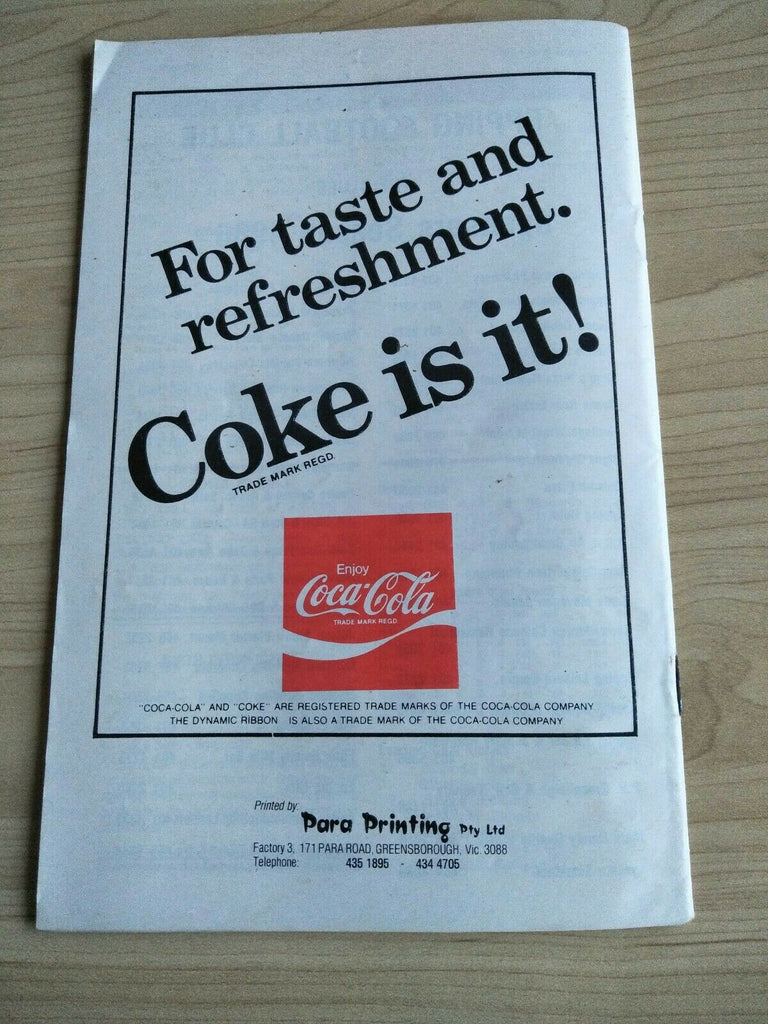 For taste and
refreshment.
Coke is it!
TRADE MARK REGD.
Enjoy
Coca-Cola
TRADE MARK REGD.
"COCA-COLA" AND "COKE" ARE REGISTERED TRADE MARKS OF THE COCA-COLA COMPANY
THE DYNAMIC RIBBON IS ALSO A TRADE MARK OF THE COCA-COLA COMPANY
Printed by:
Para Printing Pty Ltd
Factory 3, 171 PARA ROAD, GREENSBOROUGH, Vic. 3088
Telephone: 435 1895 - 434 4705